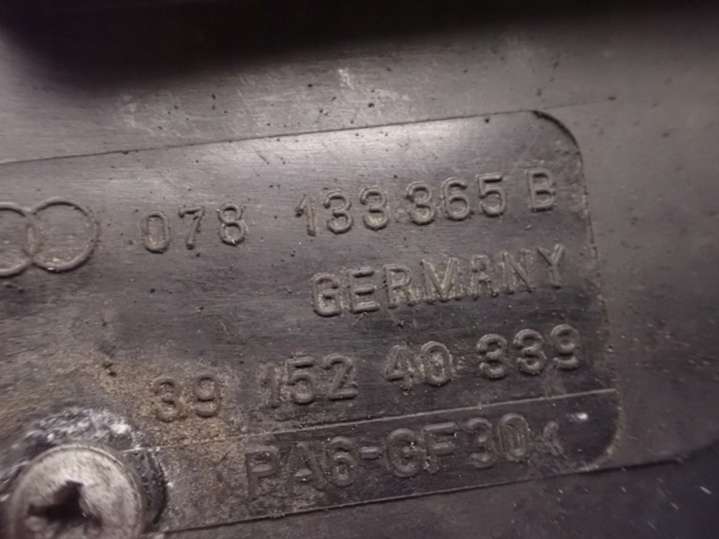 078 133 365 B
GERMANY
39 152 40 339
PA6-GF30<